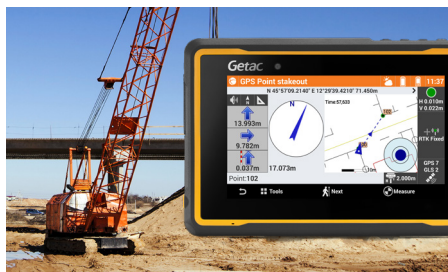 Getac
GPS Point stakeout
11:37
N 45°57'09.2140" E 12°29'39.4210" 71.450m
H 0.010m
V 0.022m
Time:57,533
13.993m
9.782m
0.037m
17.073m
RTK Fixed
GPS 7
GLS 2
Point:102
2.000m
Tools
Next
Measure